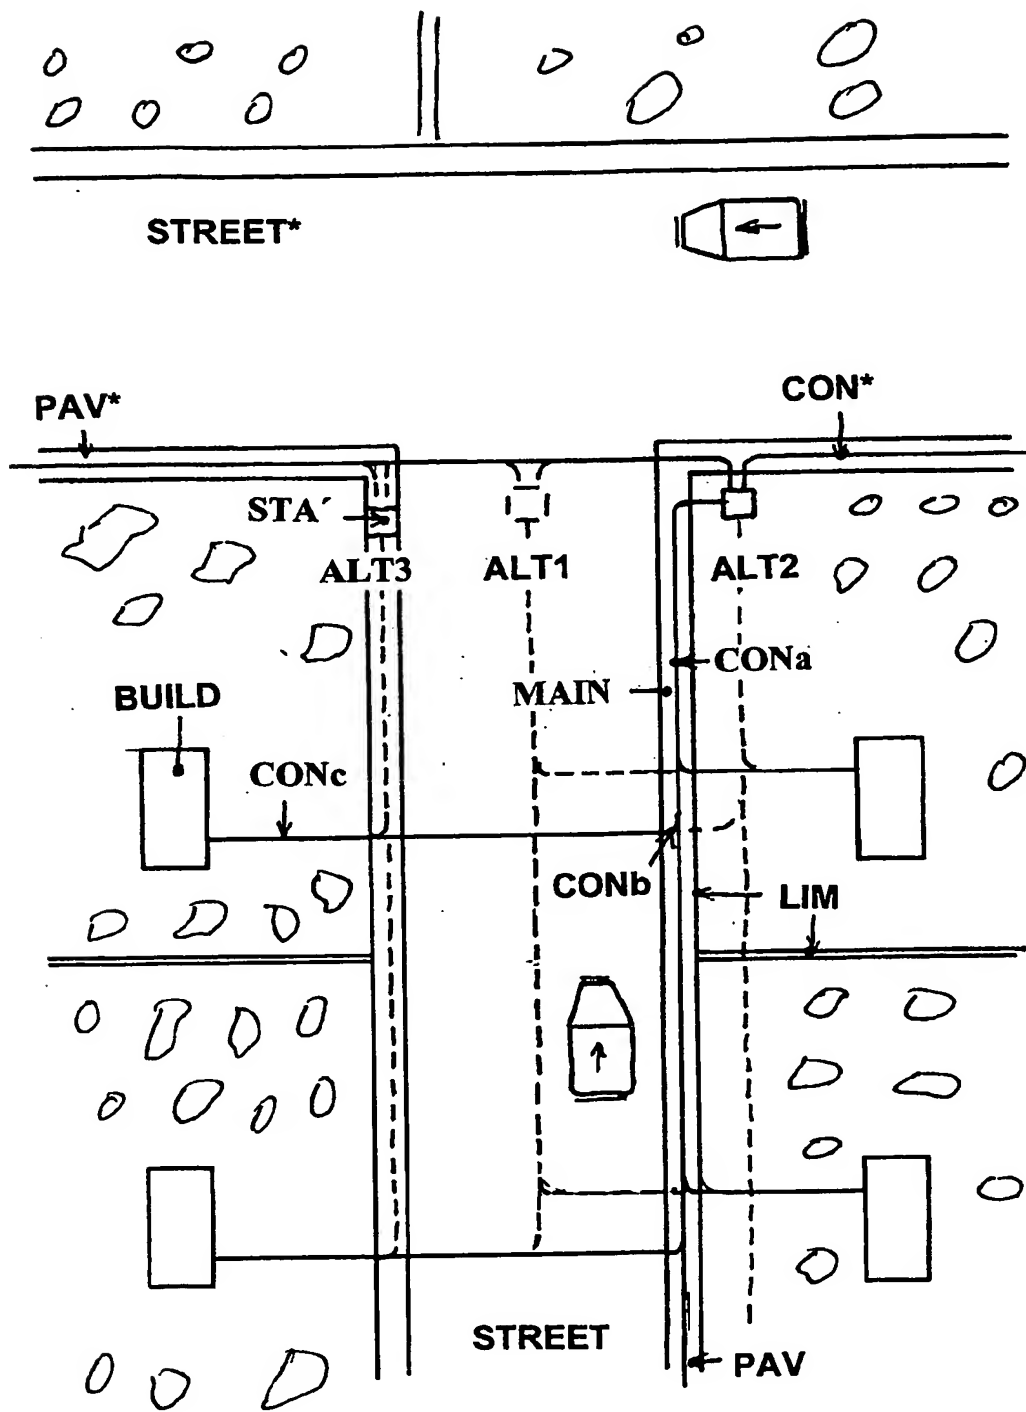 STREET*
PAV*
CON*
STA´
ALT3
ALT1
ALT2
CONa
MAIN
BUILD
CONc
CONb
LIM
STREET
PAV